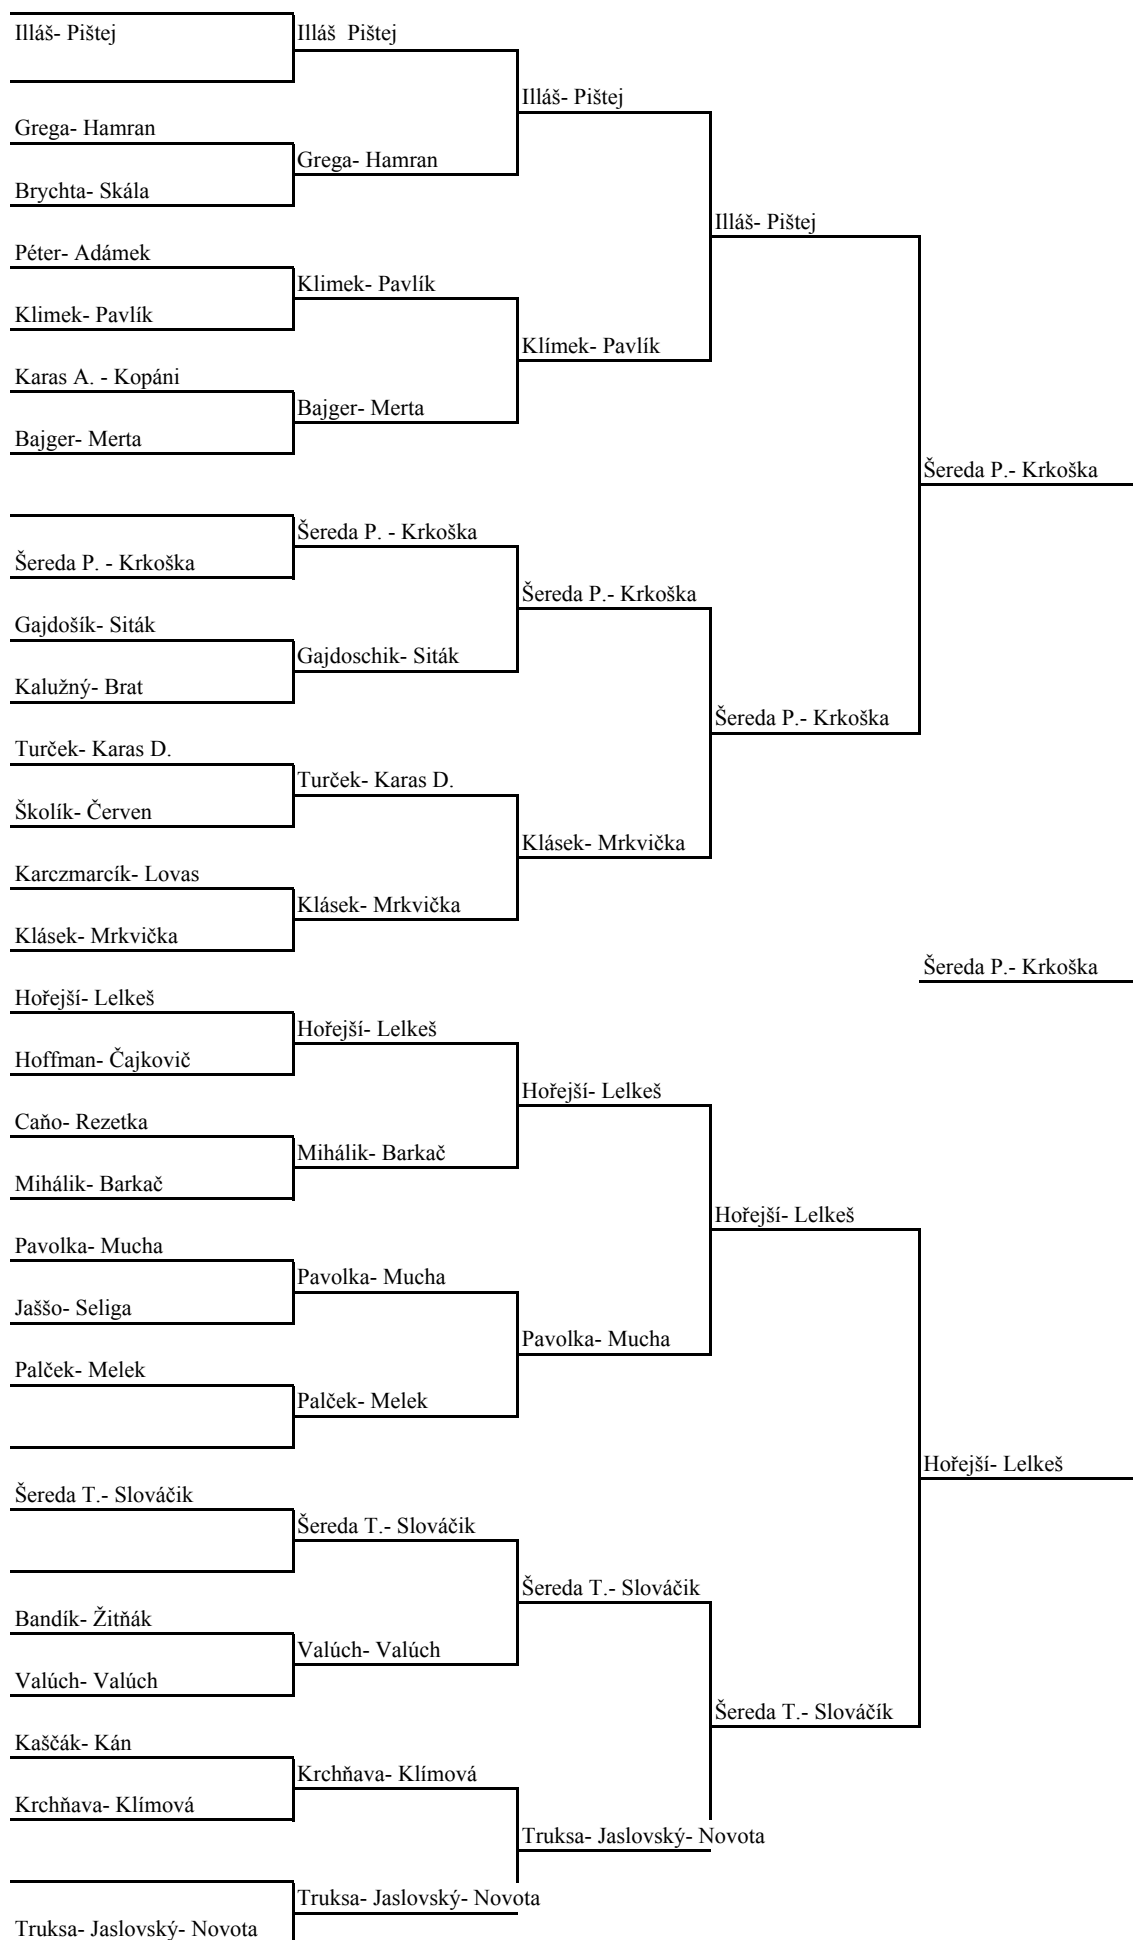 Illáš- Pištej
Illáš  Pištej
Illáš- Pištej
Grega- Hamran
Grega- Hamran
Brychta- Skála
Illáš- Pištej
Péter- Adámek
Klimek- Pavlík
Klimek- Pavlík
Klímek- Pavlík
Karas A. - Kopáni
Bajger- Merta
Bajger- Merta
Šereda P.- Krkoška
Šereda P. - Krkoška
Šereda P. - Krkoška
Šereda P.- Krkoška
Gajdošík- Siták
Gajdoschik- Siták
Kalužný- Brat
Šereda P.- Krkoška
Turček- Karas D.
Turček- Karas D.
Školík- Červen
Klásek- Mrkvička
Karczmarcík- Lovas
Klásek- Mrkvička
Klásek- Mrkvička
Šereda P.- Krkoška
Hořejší- Lelkeš
Hořejší- Lelkeš
Hoffman- Čajkovič
Hořejší- Lelkeš
Caňo- Rezetka
Mihálik- Barkač
Mihálik- Barkač
Hořejší- Lelkeš
Pavolka- Mucha
Pavolka- Mucha
Jaššo- Seliga
Pavolka- Mucha
Palček- Melek
Palček- Melek
Hořejší- Lelkeš
Šereda T.- Slováčik
Šereda T.- Slováčik
Šereda T.- Slováčik
Bandík- Žitňák
Valúch- Valúch
Valúch- Valúch
Šereda T.- Slováčík
Kaščák- Kán
Krchňava- Klímová
Krchňava- Klímová
Truksa- Jaslovský- Novota
Truksa- Jaslovský- Novota
Truksa- Jaslovský- Novota